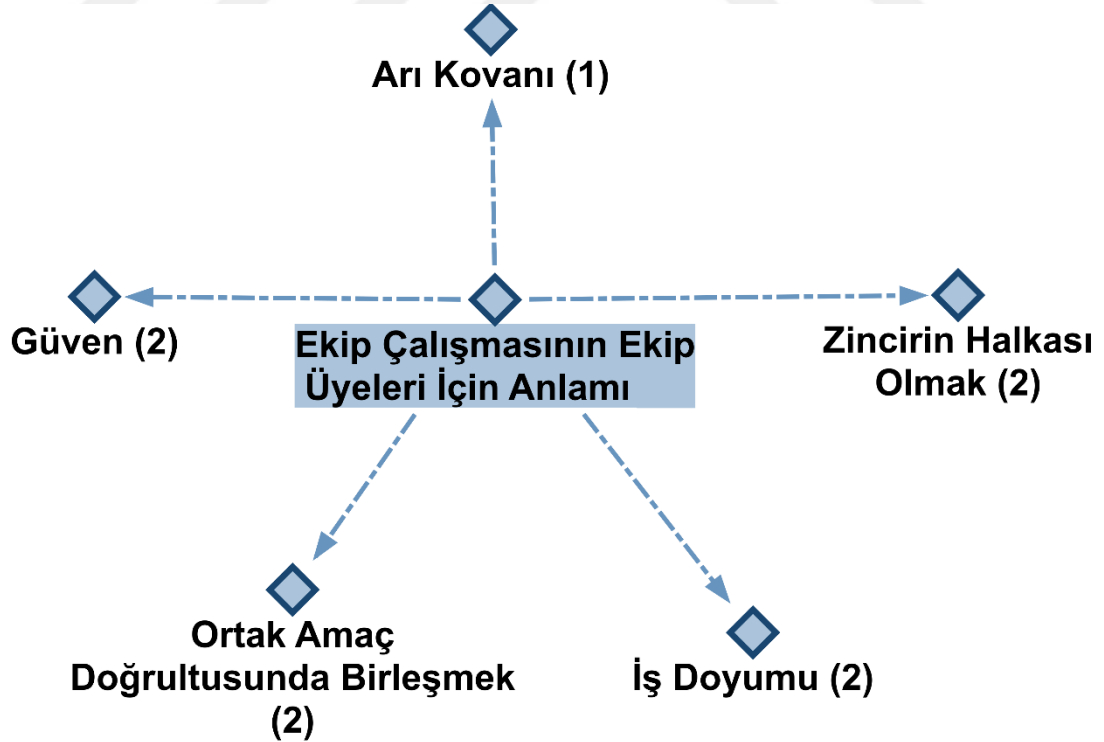 Arı Kovanı (1)
Güven (2)
Ekip Çalışmasının Ekip
Üyeleri İçin Anlamı
Zincirin Halkası
Olmak (2)
Ortak Amaç
Doğrultusunda Birleşmek
(2)
İş Doyumu (2)